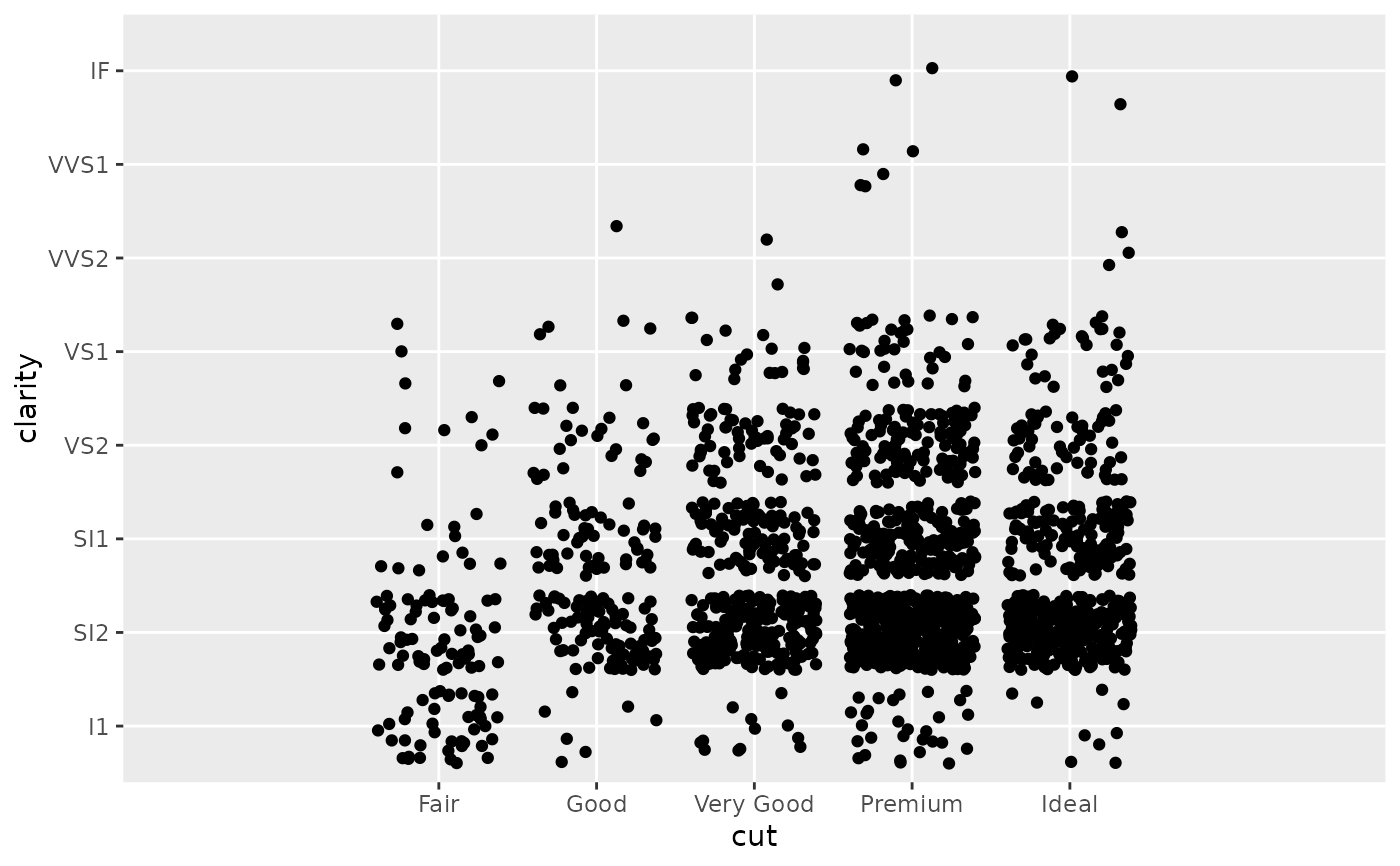 clarity
IF
VVS1
VVS2
VS1
VS2
SI1
SI2
I1
Fair Good Very Good Premium Ideal
cut